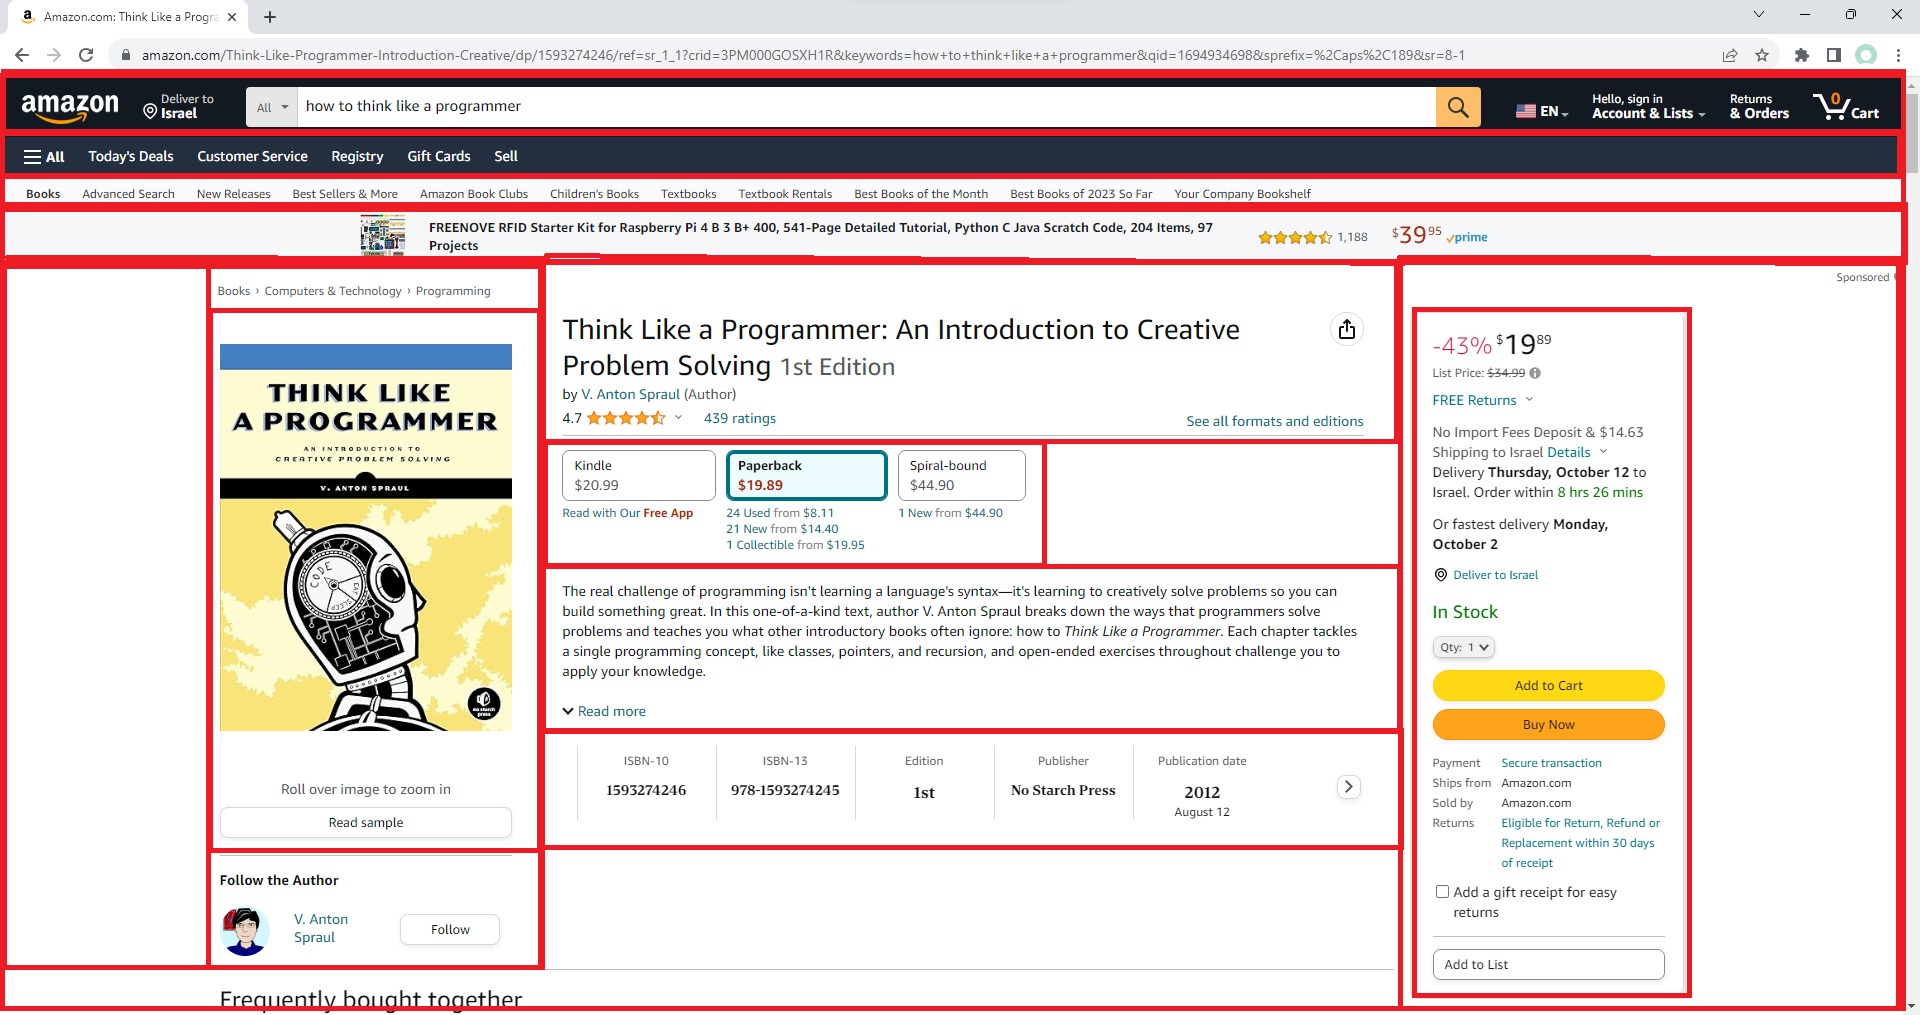 Amazon.com: Think Like a Progra
amazon.com/Think-Like-Programmer-Introduction-Creative/dp/1593274246/ref=sr_1_1?crid=3PM000GOSXH1R&keywords=how+to+think+like+a+programmer&qid=1694934698&sprefix=%2Caps%2C189&sr=8-1
amazon
Deliver to
Israel
All
how to think like a programmer
EN
Hello, sign in
Account & Lists
Returns
& Orders
0
Cart
All Today's Deals Customer Service Registry Gift Cards Sell
Books Advanced Search New Releases Best Sellers & More Amazon Book Clubs Children's Books Textbooks Textbook Rentals Best Books of the Month Best Books of 2023 So Far Your Company Bookshelf
FREENOVE RFID Starter Kit for Raspberry Pi 4 B 3 B+ 400, 541-Page Detailed Tutorial, Python C Java Scratch Code, 204 Items, 97
Projects
1,188
$39 95 prime
Sponsored
Books › Computers & Technology › Programming
THINK LIKE
A PROGRAMMER
AN INTRODUCTION TO
CREATIVE PROBLEM SOLVING
V. ANTON SPRAUL
CODE
EAT
SLEEP
no starch
press
Roll over image to zoom in
Read sample
Follow the Author
V. Anton
Spraul
Follow
Think Like a Programmer: An Introduction to Creative
Problem Solving 1st Edition
by V. Anton Spraul (Author)
4.7 439 ratings
See all formats and editions
Kindle
$20.99
Read with Our Free App
Paperback
$19.89
24 Used from $8.11
21 New from $14.40
1 Collectible from $19.95
Spiral-bound
$44.90
1 New from $44.90
The real challenge of programming isn't learning a language's syntax—it's learning to creatively solve problems so you can
build something great. In this one-of-a-kind text, author V. Anton Spraul breaks down the ways that programmers solve
problems and teaches you what other introductory books often ignore: how to Think Like a Programmer. Each chapter tackles
a single programming concept, like classes, pointers, and recursion, and open-ended exercises throughout challenge you to
apply your knowledge.
Read more
ISBN-10
1593274246
ISBN-13
978-1593274245
Edition
1st
Publisher
No Starch Press
Publication date
2012
August 12
-43% $19 89
List Price: $34.99
FREE Returns
No Import Fees Deposit & $14.63
Shipping to Israel Details
Delivery Thursday, October 12 to
Israel. Order within 8 hrs 26 mins
Or fastest delivery Monday,
October 2
Deliver to Israel
In Stock
Qty: 1
Add to Cart
Buy Now
Payment Secure transaction
Ships from Amazon.com
Sold by Amazon.com
Returns Eligible for Return, Refund or
Replacement within 30 days
of receipt
Add a gift receipt for easy
returns
Add to List
Frequently bought together